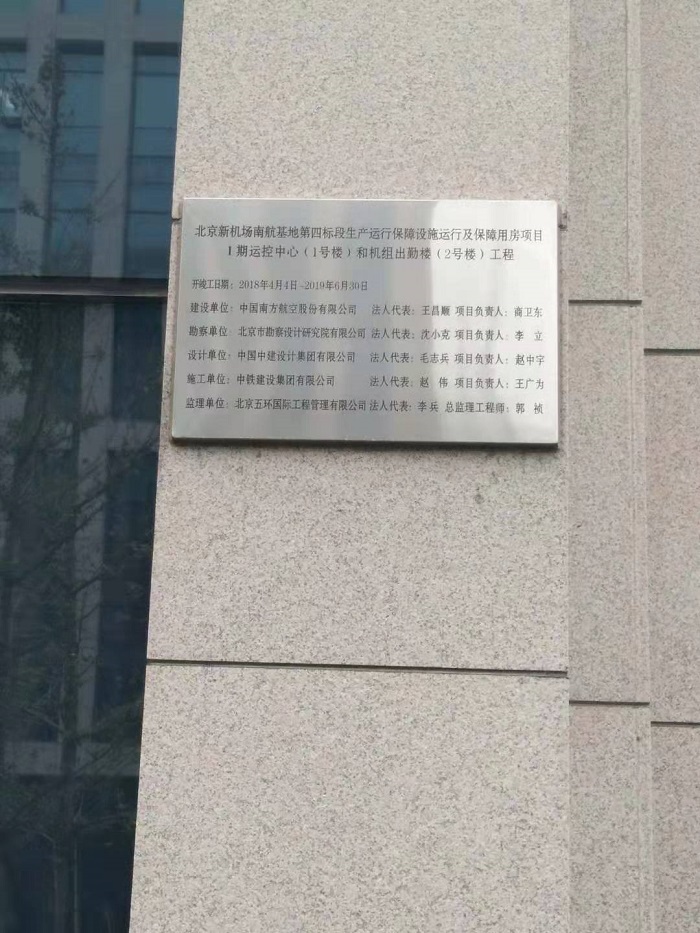 北京新机场南航基地第四标段生产运行保障设施运行及保障用房项目
Ⅰ期运控中心（1号楼）和机组出勤楼（2号楼）工程
开竣工日期：2018年4月4日-2019年6月30日
建设单位：中国南方航空股份有限公司 法人代表：王昌顺 项目负责人：商卫东
勘察单位：北京市勘察设计研究院有限公司 法人代表：沈小克 项目负责人：李立
设计单位：中国中建设计集团有限公司 法人代表：毛志兵 项目负责人：赵中宇
施工单位：中铁建设集团有限公司 法人代表：赵伟 项目负责人：王广为
监理单位：北京五环国际工程管理有限公司 法人代表：李兵 总监理工程师：郭桢